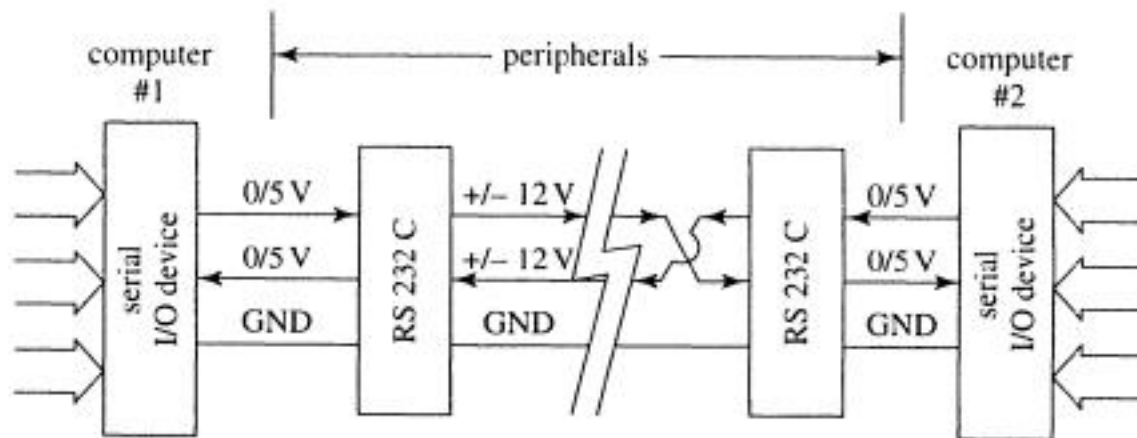 computer
#1
peripherals
computer
#2
serial
I/O device
0/5 V
0/5 V
GND
RS 232 C
+/– 12 V
+/– 12 V
GND
RS 232 C
0/5 V
0/5 V
GND
serial
I/O device